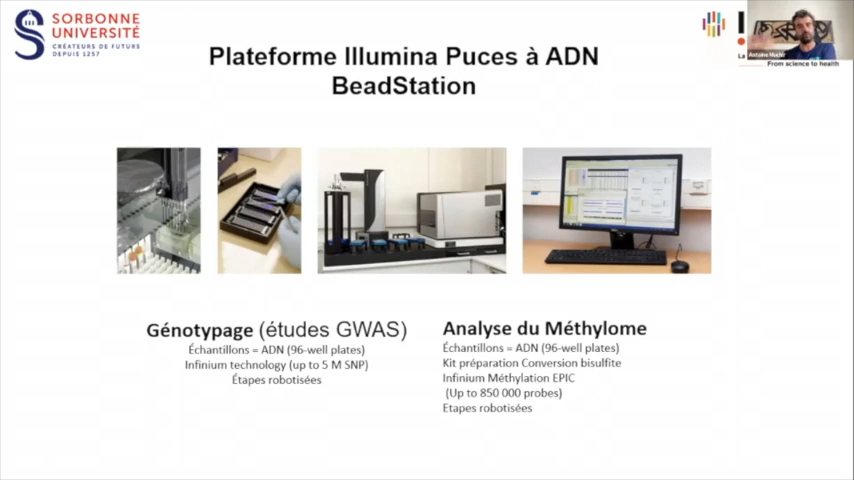 SORBONNE
UNIVERSITÉ
CRÉATEURS DE FUTURS
DEPUIS 1257
Plateforme Illumina Puces à ADN
BeadStation
From science to health
Génotypage (études GWAS)
Échantillons = ADN (96-well plates)
Infinium technology (up to 5 M SNP)
Étapes robotisées
Analyse du Méthylome
Échantillons = ADN (96-well plates)
Kit préparation Conversion bisulfite
Infinium Méthylation EPIC
(Up to 850 000 probes)
Etapes robotisées